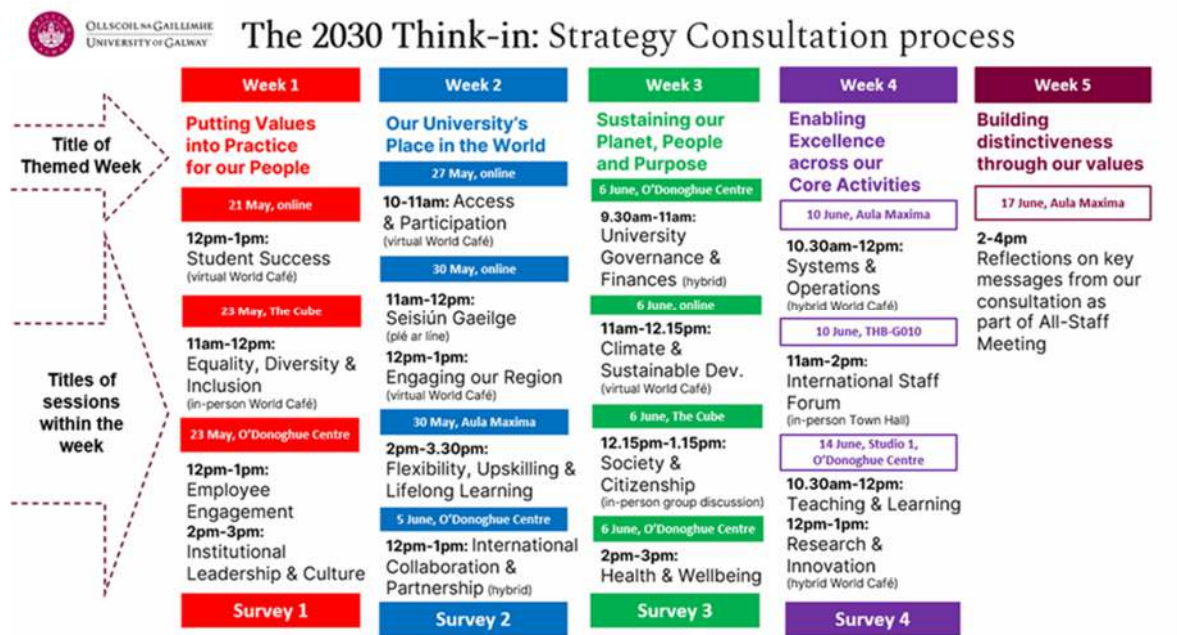 OLLSCOIL NA GAILLIMHE
UNIVERSITY OF GALWAY
The 2030 Think-in: Strategy Consultation process
Title of
Themed Week
Titles of
sessions
within the
week
Week 1
Putting Values
into Practice
for our People
21 May, online
12pm-1pm:
Student Success
(virtual World Café)
23 May, The Cube
11am-12pm:
Equality, Diversity &
Inclusion
(in-person World Café)
23 May, O'Donoghue Centre
12pm-1pm:
Employee
Engagement
2pm-3pm:
Institutional
Leadership & Culture
Survey 1
Week 2
Our University's
Place in the World
27 May, online
10-11am: Access
& Participation
(virtual World Café)
30 May, online
11am-12pm:
Seisiún Gaeilge
(plé ar líne)
12pm-1pm:
Engaging our Region
(virtual World Café)
30 May, Aula Maxima
2pm-3.30pm:
Flexibility, Upskilling &
Lifelong Learning
5 June, O'Donoghue Centre
12pm-1pm: International
Collaboration &
Partnership (hybrid)
Survey 2
Week 3
Sustaining our
Planet, People
and Purpose
6 June, O'Donoghue Centre
9.30am-11am:
University
Governance &
Finances (hybrid)
6 June, online
11am-12.15pm:
Climate &
Sustainable Dev.
(virtual World Café)
6 June, The Cube
12.15pm-1.15pm:
Society &
Citizenship
(in-person group discussion)
6 June, O'Donoghue Centre
2pm-3pm:
Health & Wellbeing
Survey 3
Week 4
Enabling
Excellence
across our
Core Activities
10 June, Aula Maxima
10.30am-12pm:
Systems &
Operations
(hybrid World Café)
10 June, THB-G010
11am-2pm:
International Staff
Forum
(in-person Town Hall)
14 June, Studio 1,
O'Donoghue Centre
10.30am-12pm:
Teaching & Learning
12pm-1pm:
Research &
Innovation
(hybrid World Café)
Survey 4
Week 5
Building
distinctiveness
through our values
17 June, Aula Maxima
2-4pm
Reflections on key
messages from our
consultation as
part of All-Staff
Meeting